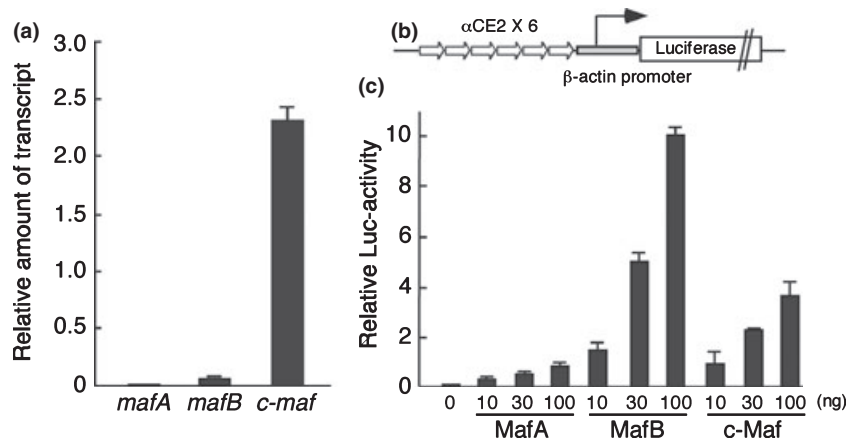 (a)
3.0
2.5
2.0
1.5
1.0
0.5
0
Relative amount of transcript
mafA mafB c-maf
(b)
αCE2 X 6
Luciferase
β-actin promoter
(c)
10
8
6
4
2
0
Relative Luc-activity
0 10 30 100 10 30 100 10 30 100 (ng)
MafA MafB c-Maf